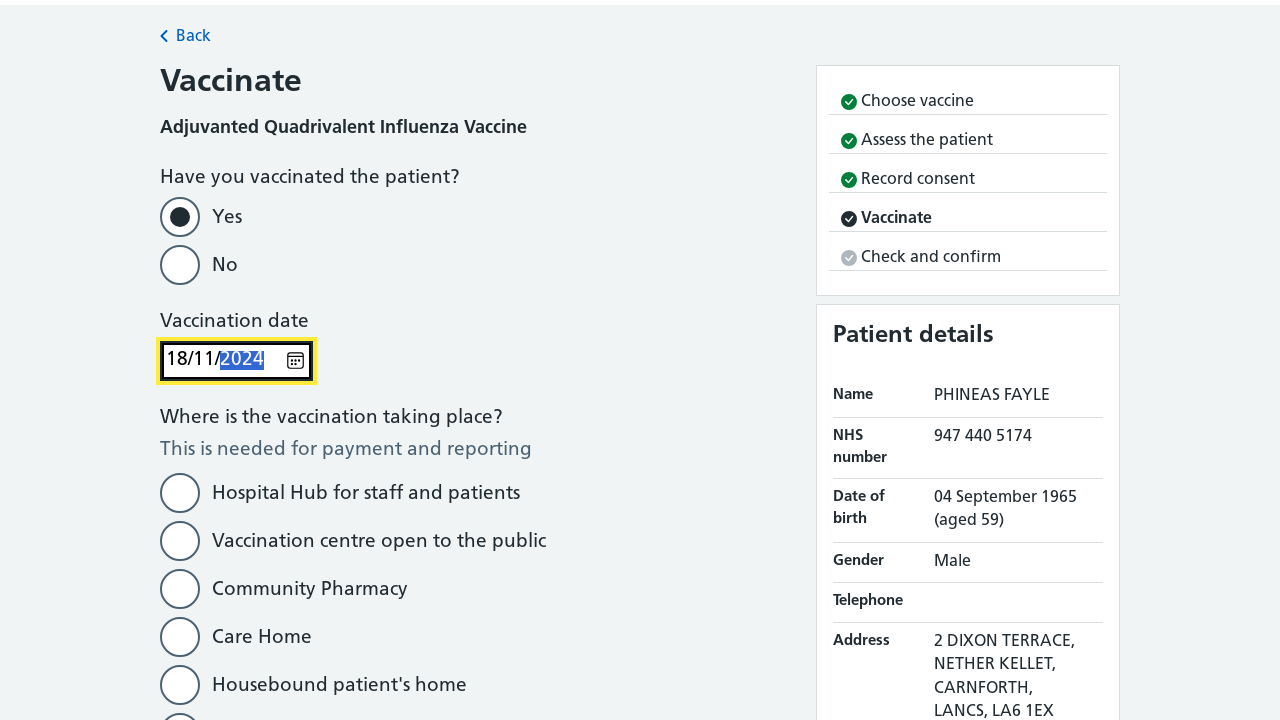 Back
Vaccinate
Adjuvanted Quadrivalent Influenza Vaccine
Have you vaccinated the patient?
Yes
No
Vaccination date
18/11/2024
Where is the vaccination taking place?
This is needed for payment and reporting
Hospital Hub for staff and patients
Vaccination centre open to the public
Community Pharmacy
Care Home
Housebound patient's home
Choose vaccine
Assess the patient
Record consent
Vaccinate
Check and confirm
Patient details
Name PHINEAS FAYLE
NHS number 947 440 5174
Date of birth 04 September 1965 (aged 59)
Gender Male
Telephone
Address 2 DIXON TERRACE,
NETHER KELLET,
CARNFORTH,
LANCS, LA6 1EX